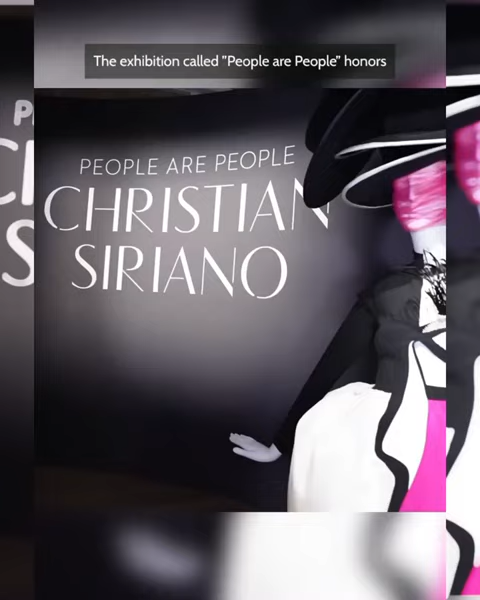 The exhibition called "People are People" honors
PEOPLE ARE PEOPLE
CHRISTIAN
SIRIANO